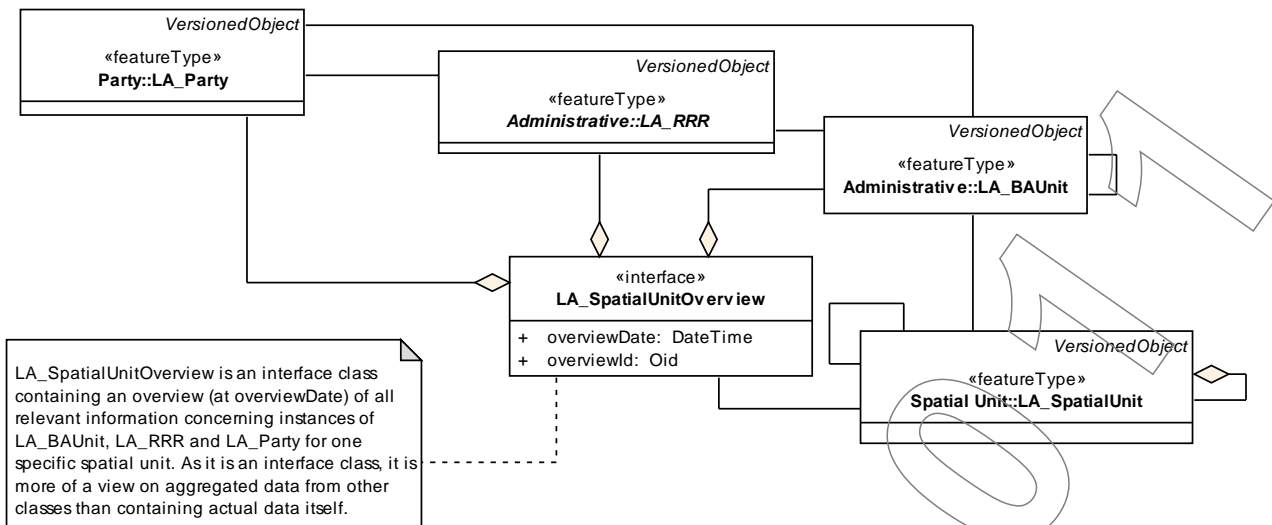 VersionedObject
«featureType»
Party::LA_Party
VersionedObject
«featureType»
Administrative::LA_RRR
VersionedObject
«featureType»
Administrative::LA_BAUnit
«interface»
LA_SpatialUnitOverview
+ overviewDate: DateTime
+ overviewId: Oid
VersionedObject
«featureType»
Spatial Unit::LA_SpatialUnit
LA_SpatialUnitOverview is an interface class
containing an overview (at overviewDate) of all
relevant information concerning instances of
LA_BAUnit, LA_RRR and LA_Party for one
specific spatial unit. As it is an interface class, it is
more of a view on aggregated data from other
classes than containing actual data itself.
011